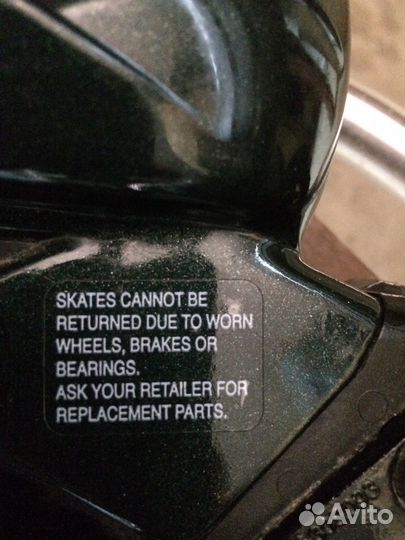 SKATES CANNOT BE
RETURNED DUE TO WORN
WHEELS, BRAKES OR
BEARINGS.
ASK YOUR RETAILER FOR
REPLACEMENT PARTS.
Avito